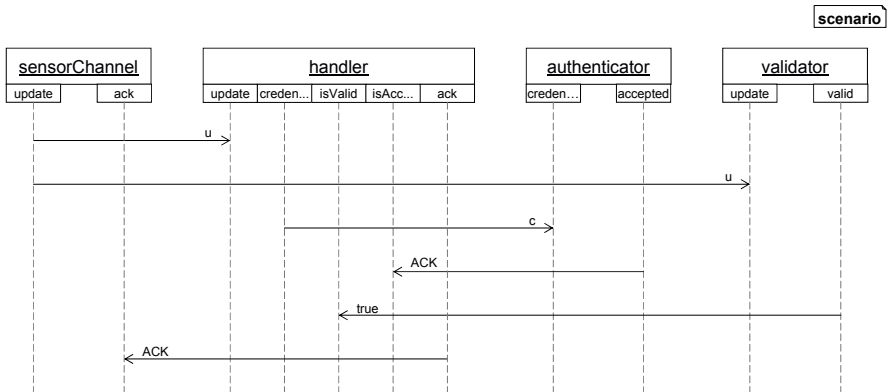 scenario
sensorChannel handler authenticator validator
update ack update creden... isValid isAcc... ack creden... accepted update valid
u
u
c
ACK
true
ACK